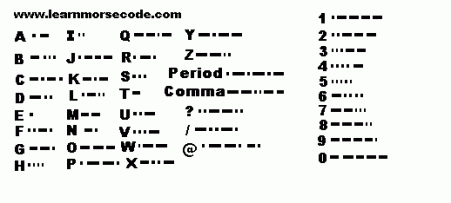 www.learnmorsecode.com
A .- I .. Q --.- Y -.--
B -... J .--- R .-. Z --..
C -.-. K -.- S ... Period .-.-.-
D -.. L .-.. T - Comma --..--
E . M -- U ..- ? ..--..
F ..-. N -. V ...- / -..-.
G --. O --- W .-- @ .--.-.
H .... P .--. X -..-
1 .----
2 ..---
3 ...--
4 ....-
5 .....
6 -....
7 --...
8 ---..
9 ----.
0 -----